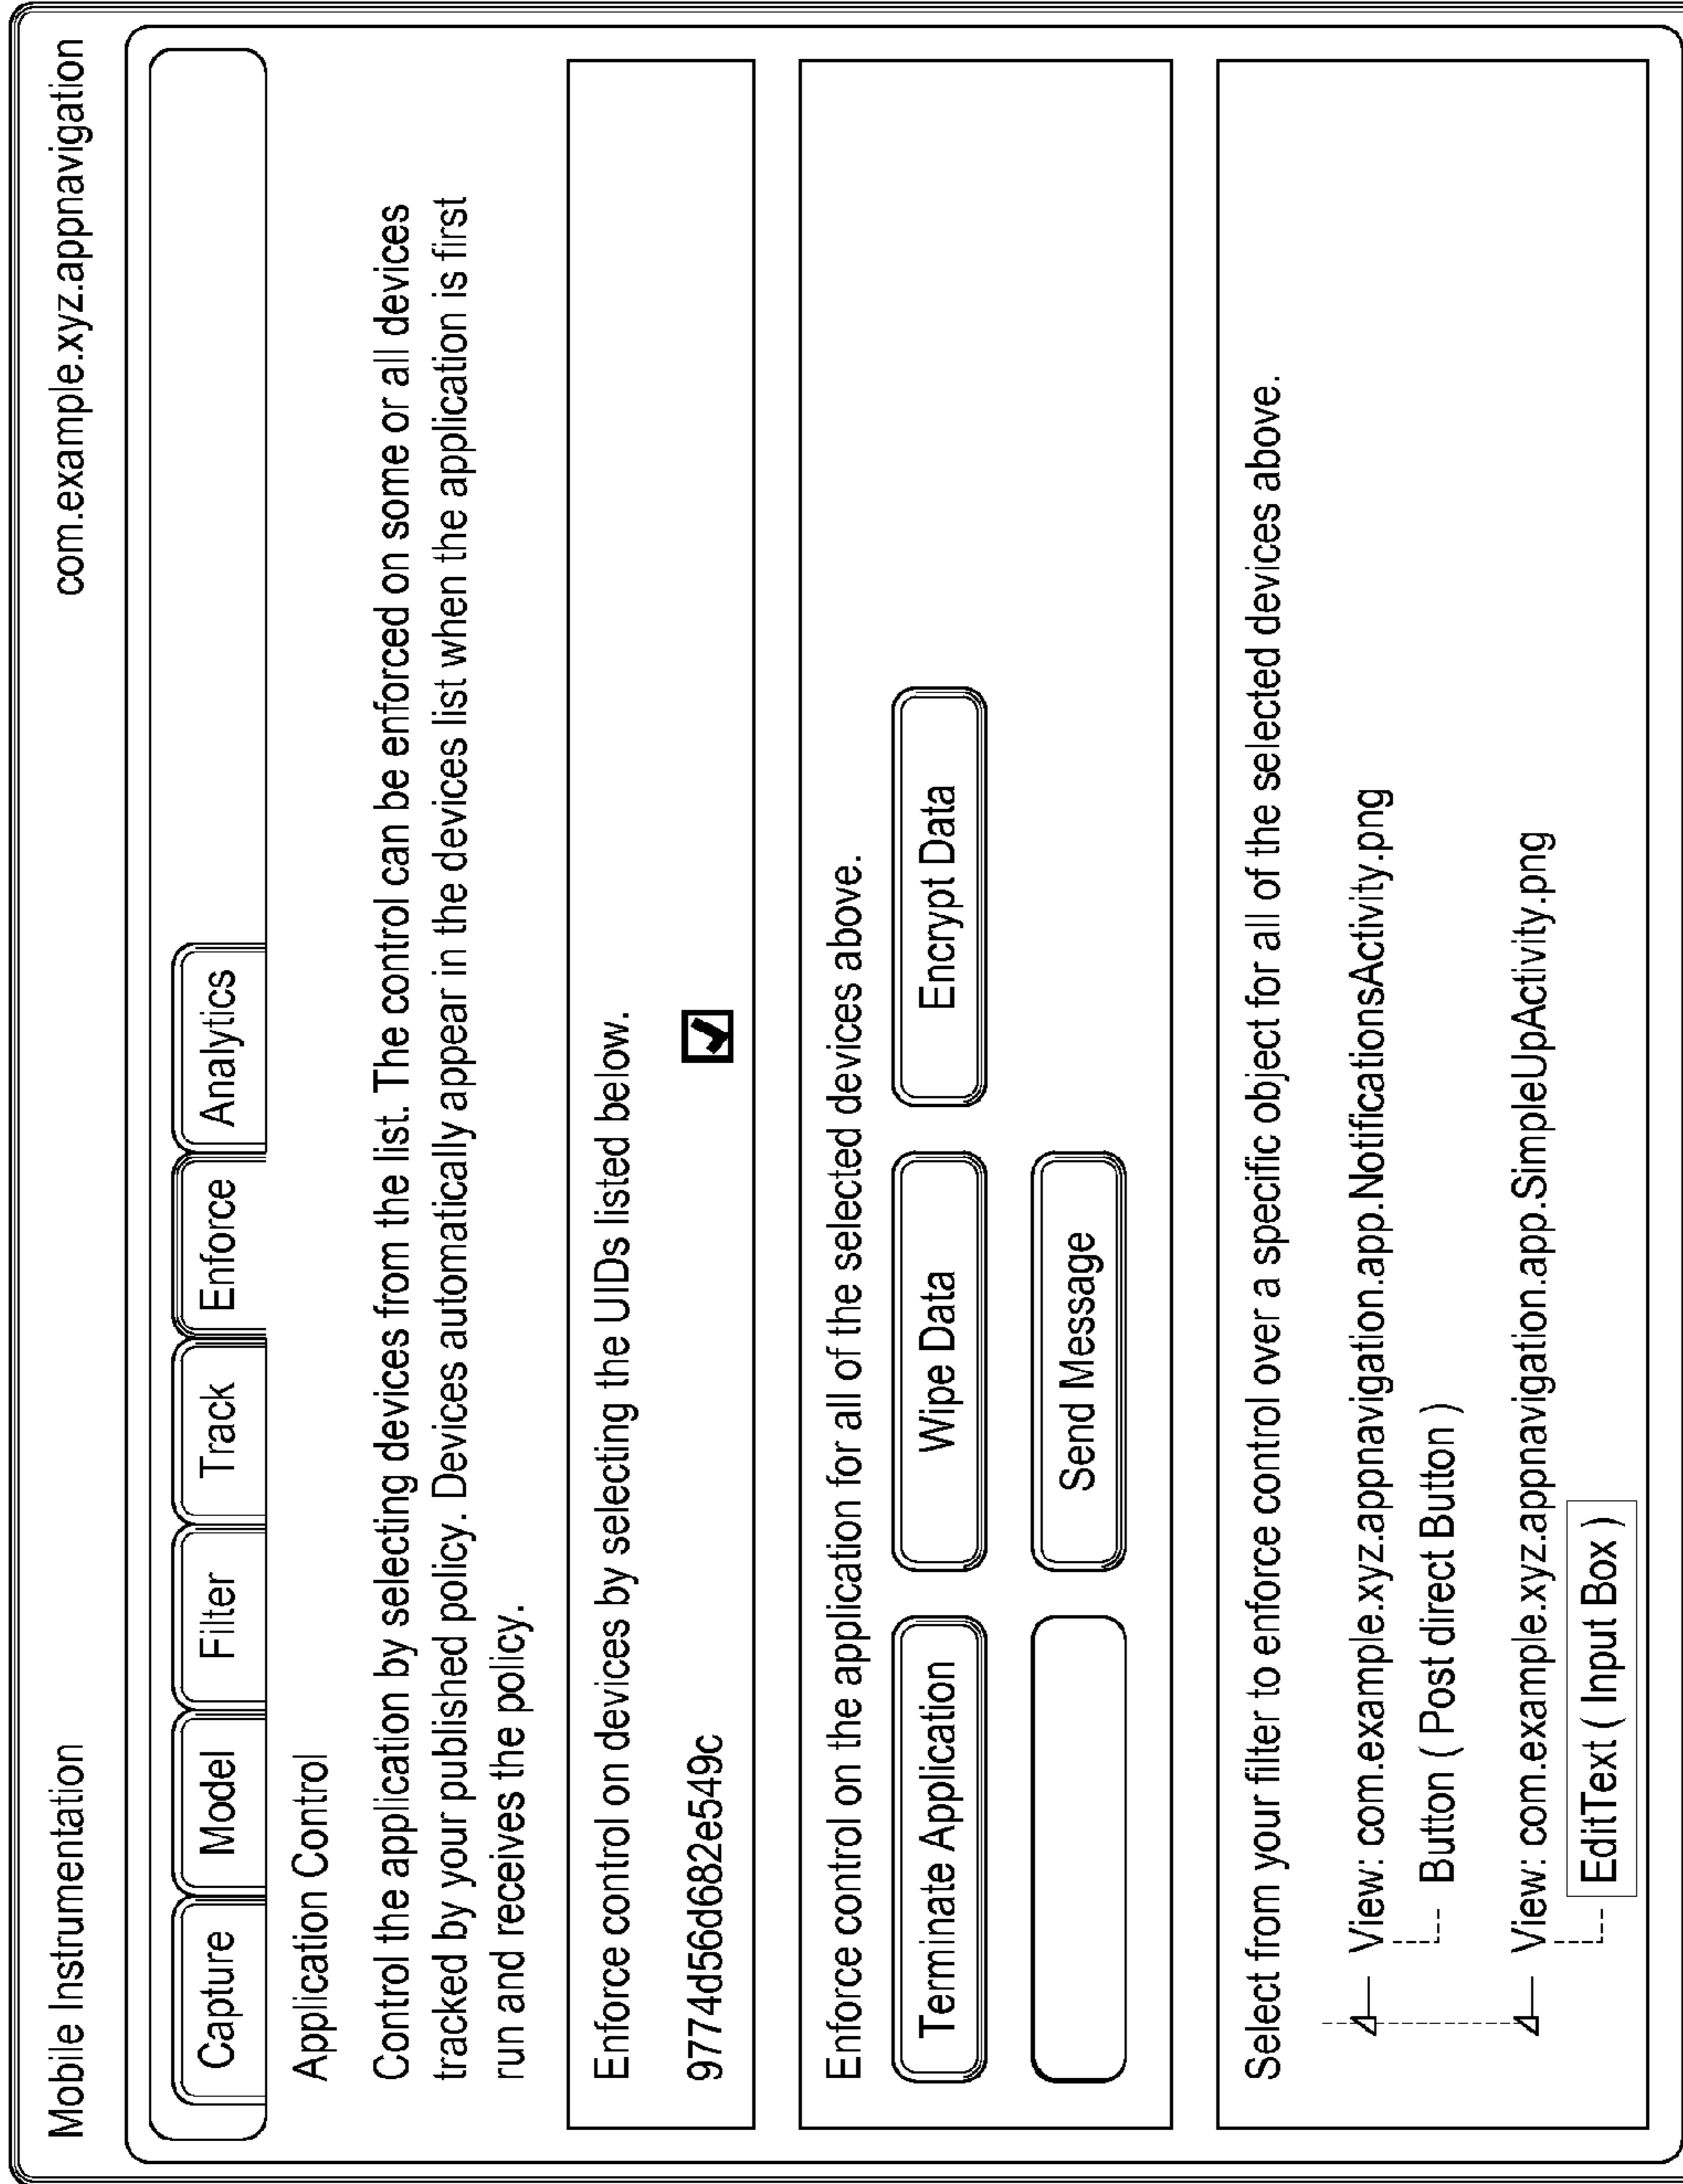 Mobile Instrumentation com.example.xyz.appnavigation
Capture Model Filter Track Enforce Analytics
Application Control
Control the application by selecting devices from the list. The control can be enforced on some or all devices
tracked by your published policy. Devices automatically appear in the devices list when the application is first
run and receives the policy.
Enforce control on devices by selecting the UIDs listed below.
9774d56d682e549c
Enforce control on the application for all of the selected devices above.
Terminate Application Wipe Data Encrypt Data
Send Message
Select from your filter to enforce control over a specific object for all of the selected devices above.
View: com.example.xyz.appnavigation.app.NotificationsActivity.png
Button ( Post direct Button )
View: com.example.xyz.appnavigation.app.SimpleUpActivity.png
EditText ( Input Box )